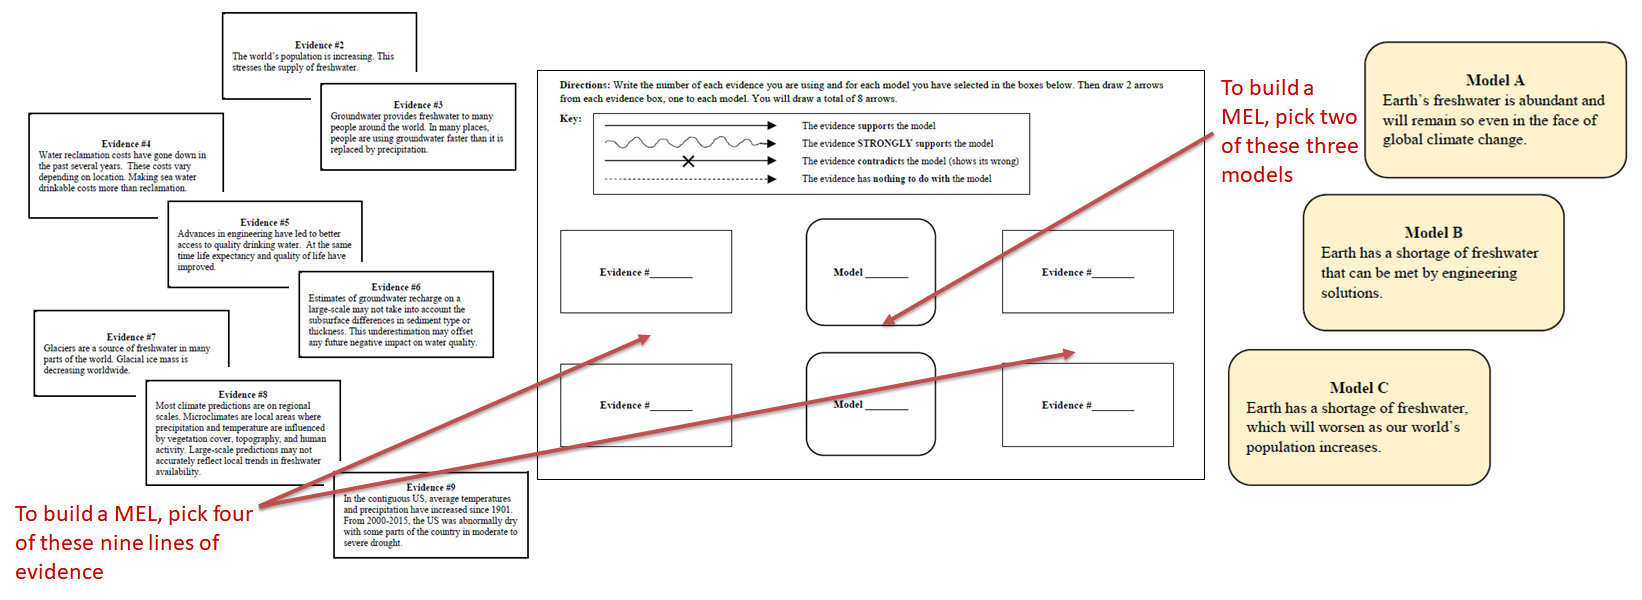 Evidence #2
The world's population is increasing. This
stresses the supply of freshwater.
Evidence #3
Groundwater provides freshwater to many
people around the world. In many places,
people are using groundwater faster than it is
replaced by precipitation.
Evidence #4
Water reclamation costs have gone down in
the past several years.  These costs vary
depending on location. Making sea water
drinkable costs more than reclamation.
Evidence #5
Advances in engineering have led to better
access to quality drinking water.  At the same
time life expectancy and quality of life have
improved.
Evidence #6
Estimates of groundwater recharge on a
large-scale may not take into account the
subsurface differences in sediment type or
thickness. This underestimation may offset
any future negative impact on water quality.
Evidence #7
Glaciers are a source of freshwater in many
parts of the world. Glacial ice mass is
decreasing worldwide.
Evidence #8
Most climate predictions are on regional
scales. Microclimates are local areas where
precipitation and temperature are influenced
by vegetation cover, topography, and human
activity. Large-scale predictions may not
accurately reflect local trends in freshwater
availability.
Evidence #9
In the contiguous US, average temperatures
and precipitation have increased since 1901.
From 2000-2015, the US was abnormally dry
with some parts of the country in moderate to
severe drought.
To build a MEL, pick four
of these nine lines of
evidence
Directions: Write the number of each evidence you are using and for each model you have selected in the boxes below. Then draw 2 arrows
from each evidence box, one to each model. You will draw a total of 8 arrows.
Key:
The evidence supports the model
The evidence STRONGLY supports the model
The evidence contradicts the model (shows its wrong)
The evidence has nothing to do with the model
Evidence #_______
Model _______
Evidence #_______
Evidence #_______
Model _______
Evidence #_______
To build a
MEL, pick two
of these three
models
Model A
Earth's freshwater is abundant and
will remain so even in the face of
global climate change.
Model B
Earth has a shortage of freshwater
that can be met by engineering
solutions.
Model C
Earth has a shortage of freshwater,
which will worsen as our world's
population increases.